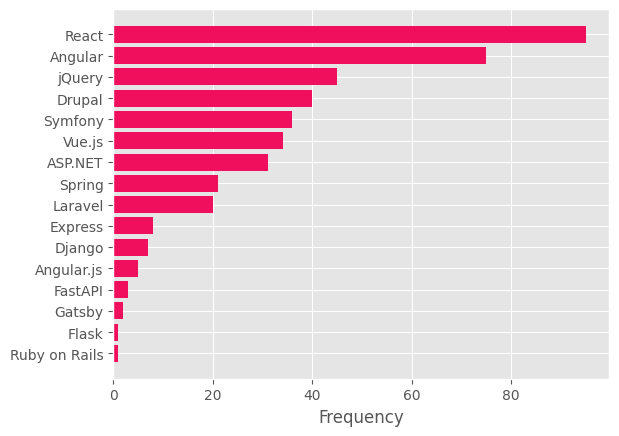 React
Angular
jQuery
Drupal
Symfony
Vue.js
ASP.NET
Spring
Laravel
Express
Django
Angular.js
FastAPI
Gatsby
Flask
Ruby on Rails
0 20 40 60 80
Frequency